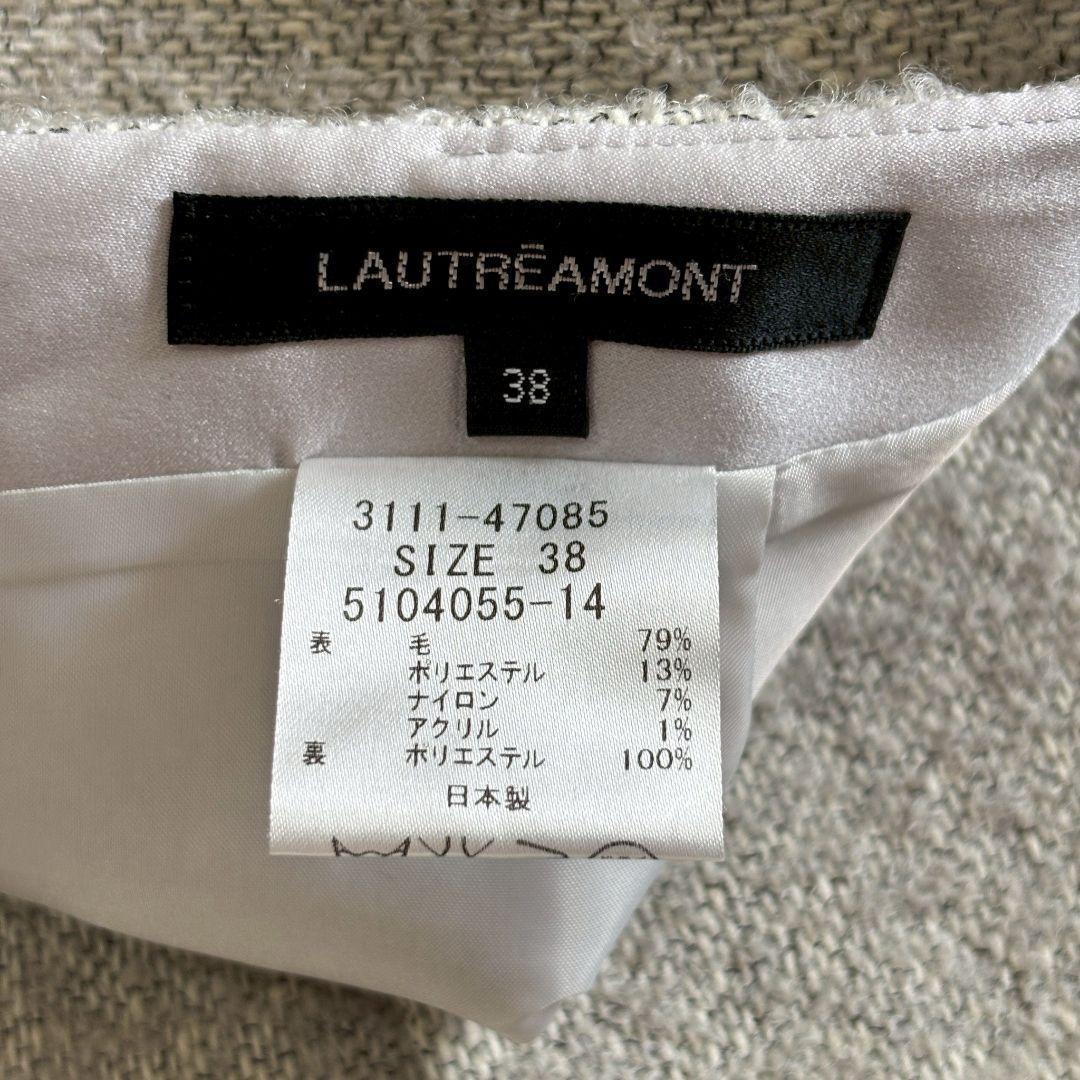 LAUTRÉAMONT
38
3111-47085
SIZE 38
5104055-14
表 毛 79%
ポリエステル 13%
ナイロン 7%
アクリル 1%
裏 ポリエステル 100%
日本製